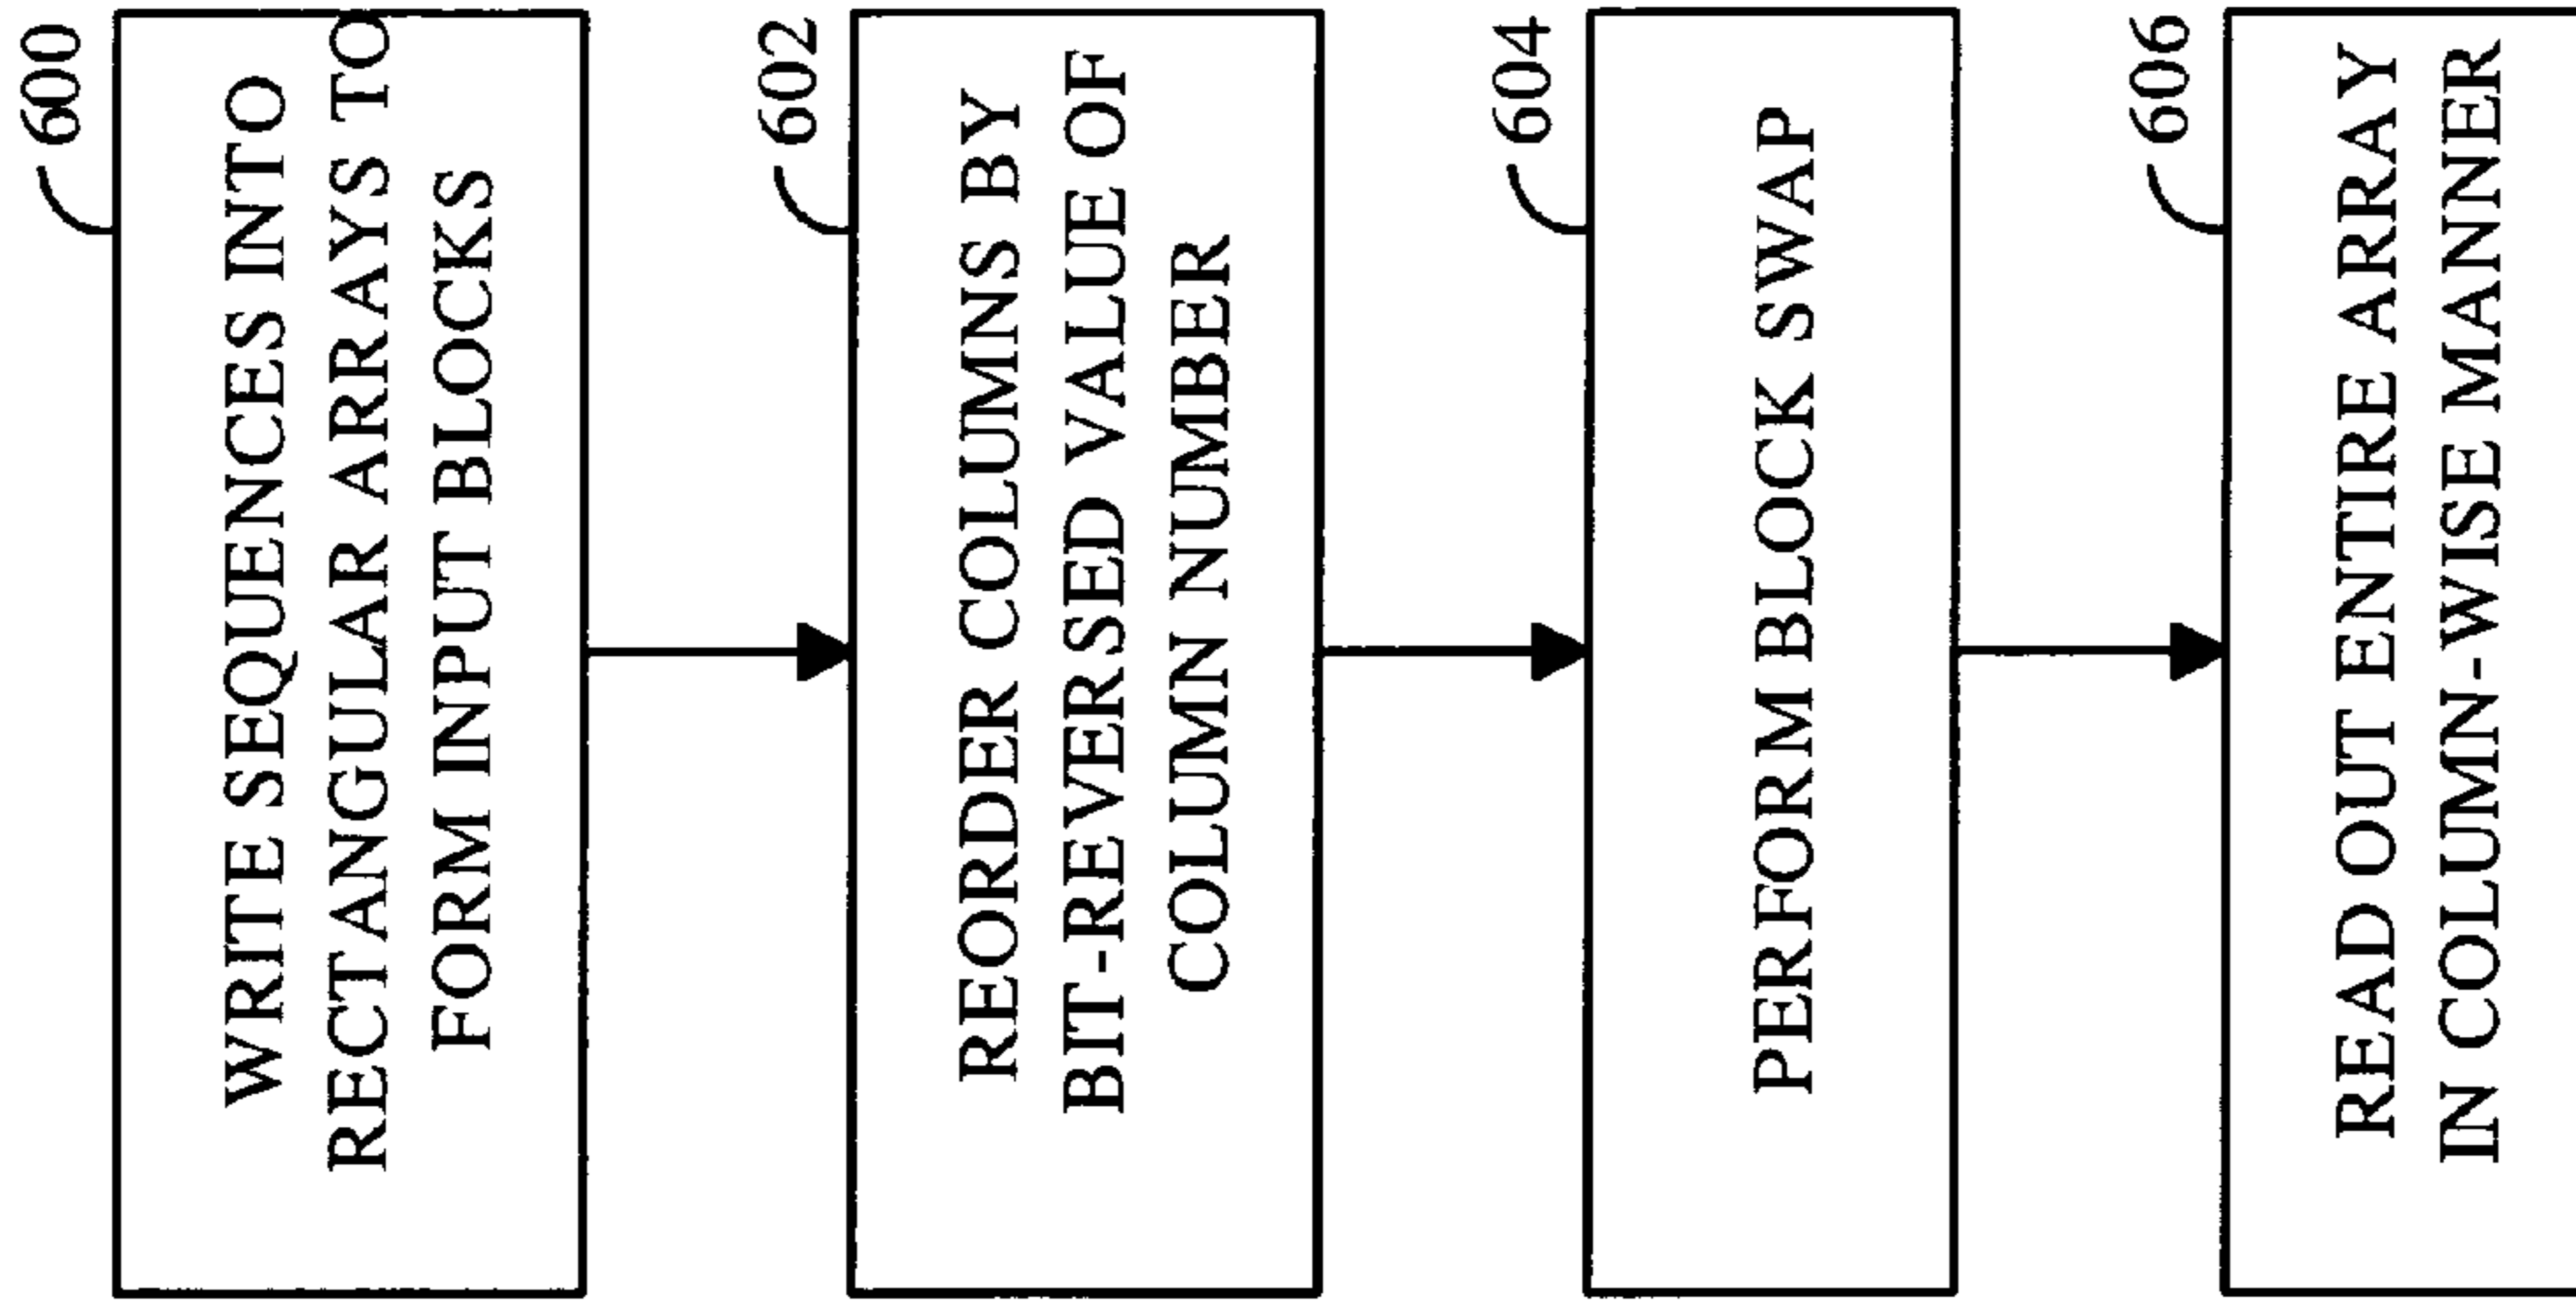 600
WRITE SEQUENCES INTO
RECTANGULAR ARRAYS TO
FORM INPUT BLOCKS
602
REORDER COLUMNS BY
BIT-REVERSED VALUE OF
COLUMN NUMBER
604
PERFORM BLOCK SWAP
606
READ OUT ENTIRE ARRAY
IN COLUMN-WISE MANNER